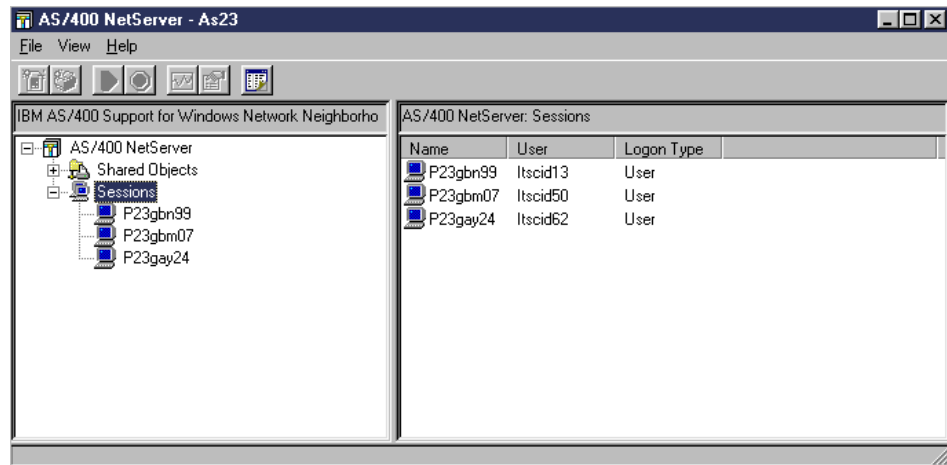 AS/400 NetServer - As23
File View Help
IBM AS/400 Support for Windows Network Neighborho
AS/400 NetServer: Sessions
AS/400 NetServer
Shared Objects
Sessions
P23gbn99
P23gbm07
P23gay24
Name User Logon Type
P23gbn99 Itscid13 User
P23gbm07 Itscid50 User
P23gay24 Itscid62 User